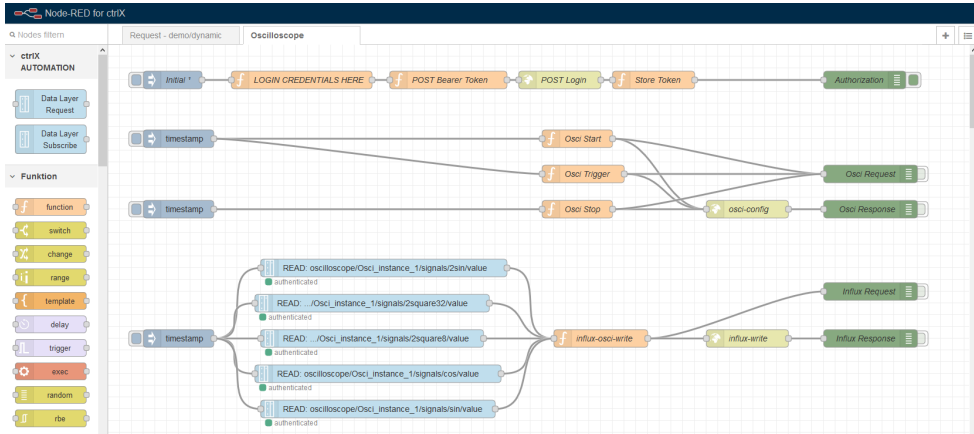 Node-RED for ctrlX
Nodes filtern
Request - demo/dynamic
Oscilloscope
ctrlX
AUTOMATION
Data Layer
Request
Data Layer
Subscribe
Funktion
function
switch
change
range
template
delay
trigger
exec
random
rbe
Initial ¹
LOGIN CREDENTIALS HERE
POST Bearer Token
POST Login
Store Token
Authorization
timestamp
Osci Start
Osci Trigger
Osci Request
timestamp
Osci Stop
osci-config
Osci Response
READ: oscilloscope/Osci_instance_1/signals/2sin/value
authenticated
READ: .../Osci_instance_1/signals/2square32/value
authenticated
Influx Request
timestamp
READ: .../Osci_instance_1/signals/2square8/value
authenticated
influx-osci-write
influx-write
Influx Response
READ: oscilloscope/Osci_instance_1/signals/cos/value
authenticated
READ: oscilloscope/Osci_instance_1/signals/sin/value
authenticated